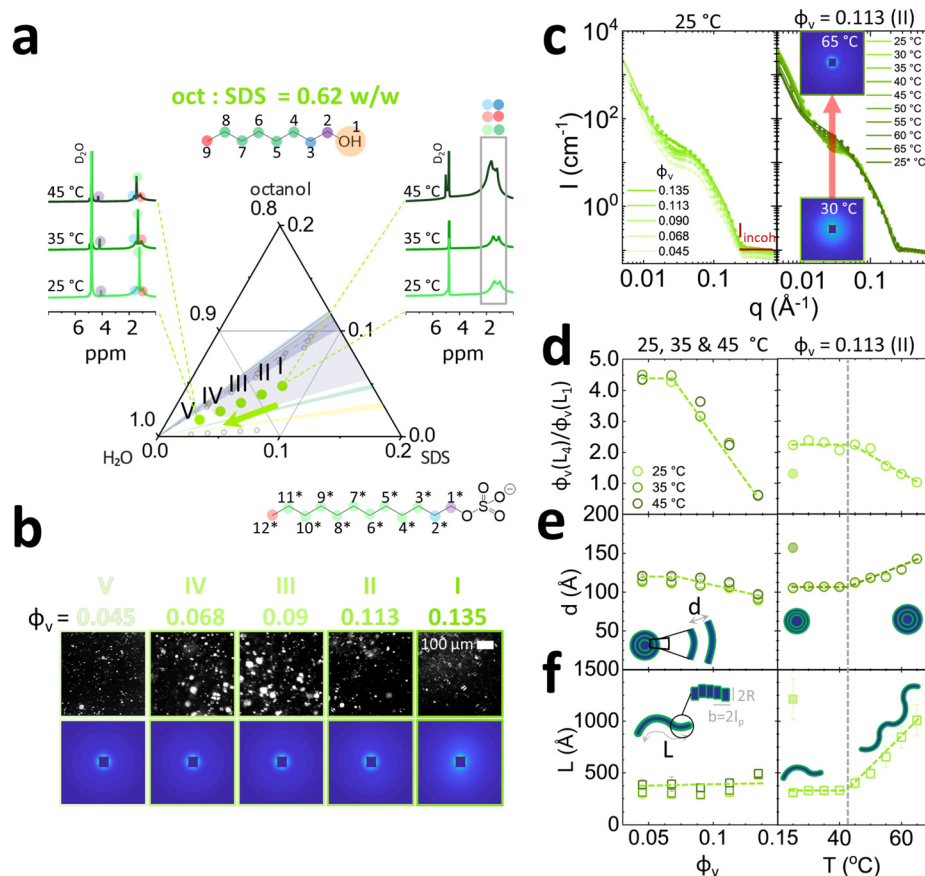 a
oct : SDS = 0.62 w/w
8 6 4 2 1
OH
9 7 5 3
D₂O
45 °C
35 °C
25 °C
6 4 2
ppm
D₂O
45 °C
35 °C
25 °C
6 4 2
ppm
octanol
0.8 0.2
0.9 0.1
I
II
III
IV
V
1.0 0.0
0.0 0.1 0.2
H₂O SDS
11* 9* 7* 5* 3* 1*
12* 10* 8* 6* 4* 2*
O S O O O⊖
b
V IV III II I
ϕv = 0.045 0.068 0.09 0.113 0.135
100 µm
c
25 °C ϕv = 0.113 (II)
I (cm⁻¹)
10⁴
10²
10⁰
ϕv
0.135
0.113
0.090
0.068
0.045
Iincoh
65 °C
30 °C
25 °C
30 °C
35 °C
40 °C
45 °C
50 °C
55 °C
60 °C
65 °C
25* °C
0.01 0.1 0.01 0.1
q (Å⁻¹)
d
25, 35 & 45 °C ϕv = 0.113 (II)
ϕv(L₄)/ϕv(L₁)
5.0
4.0
3.0
2.0
1.0
25 °C
35 °C
45 °C
e
d (Å)
200
150
100
50
d
f
L (Å)
1500
1000
500
0
2R
b=2lp
L
0.05 0.1 0.15
ϕv
20 40 60
T (°C)